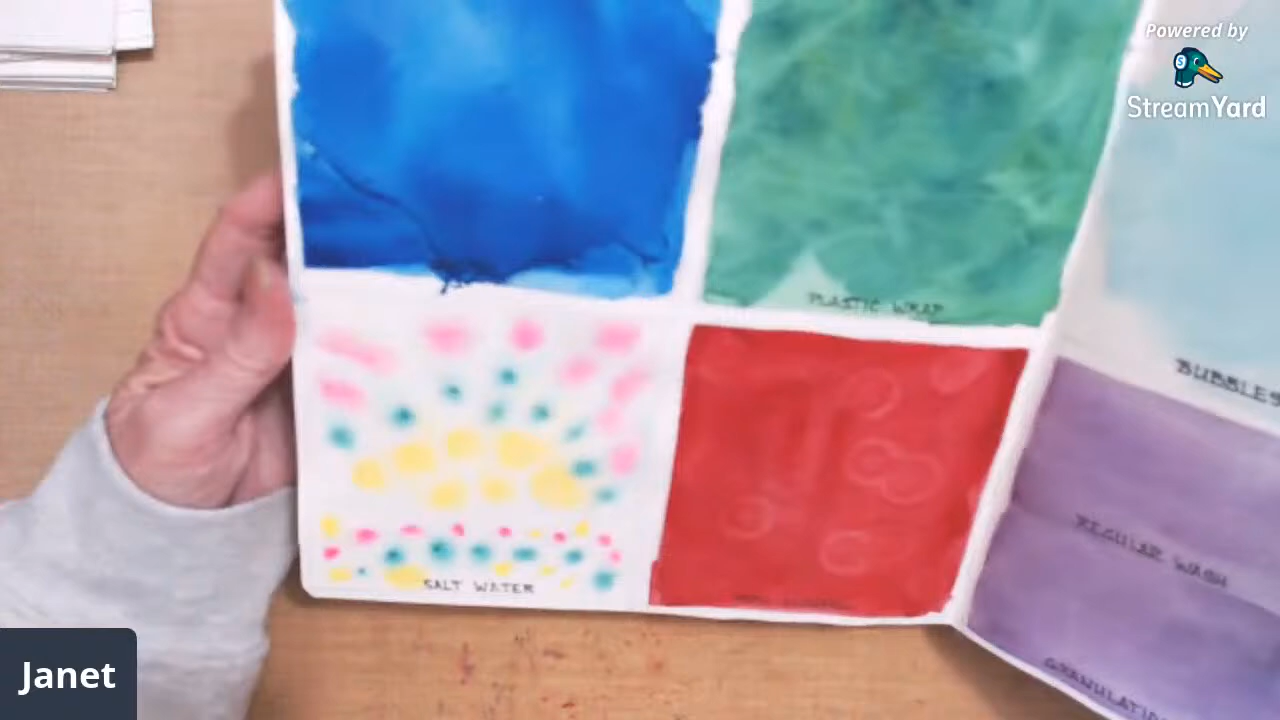 Powered by
StreamYard
PLASTIC WRAP
BUBBLES
REGULAR WASH
SALT WATER
Janet